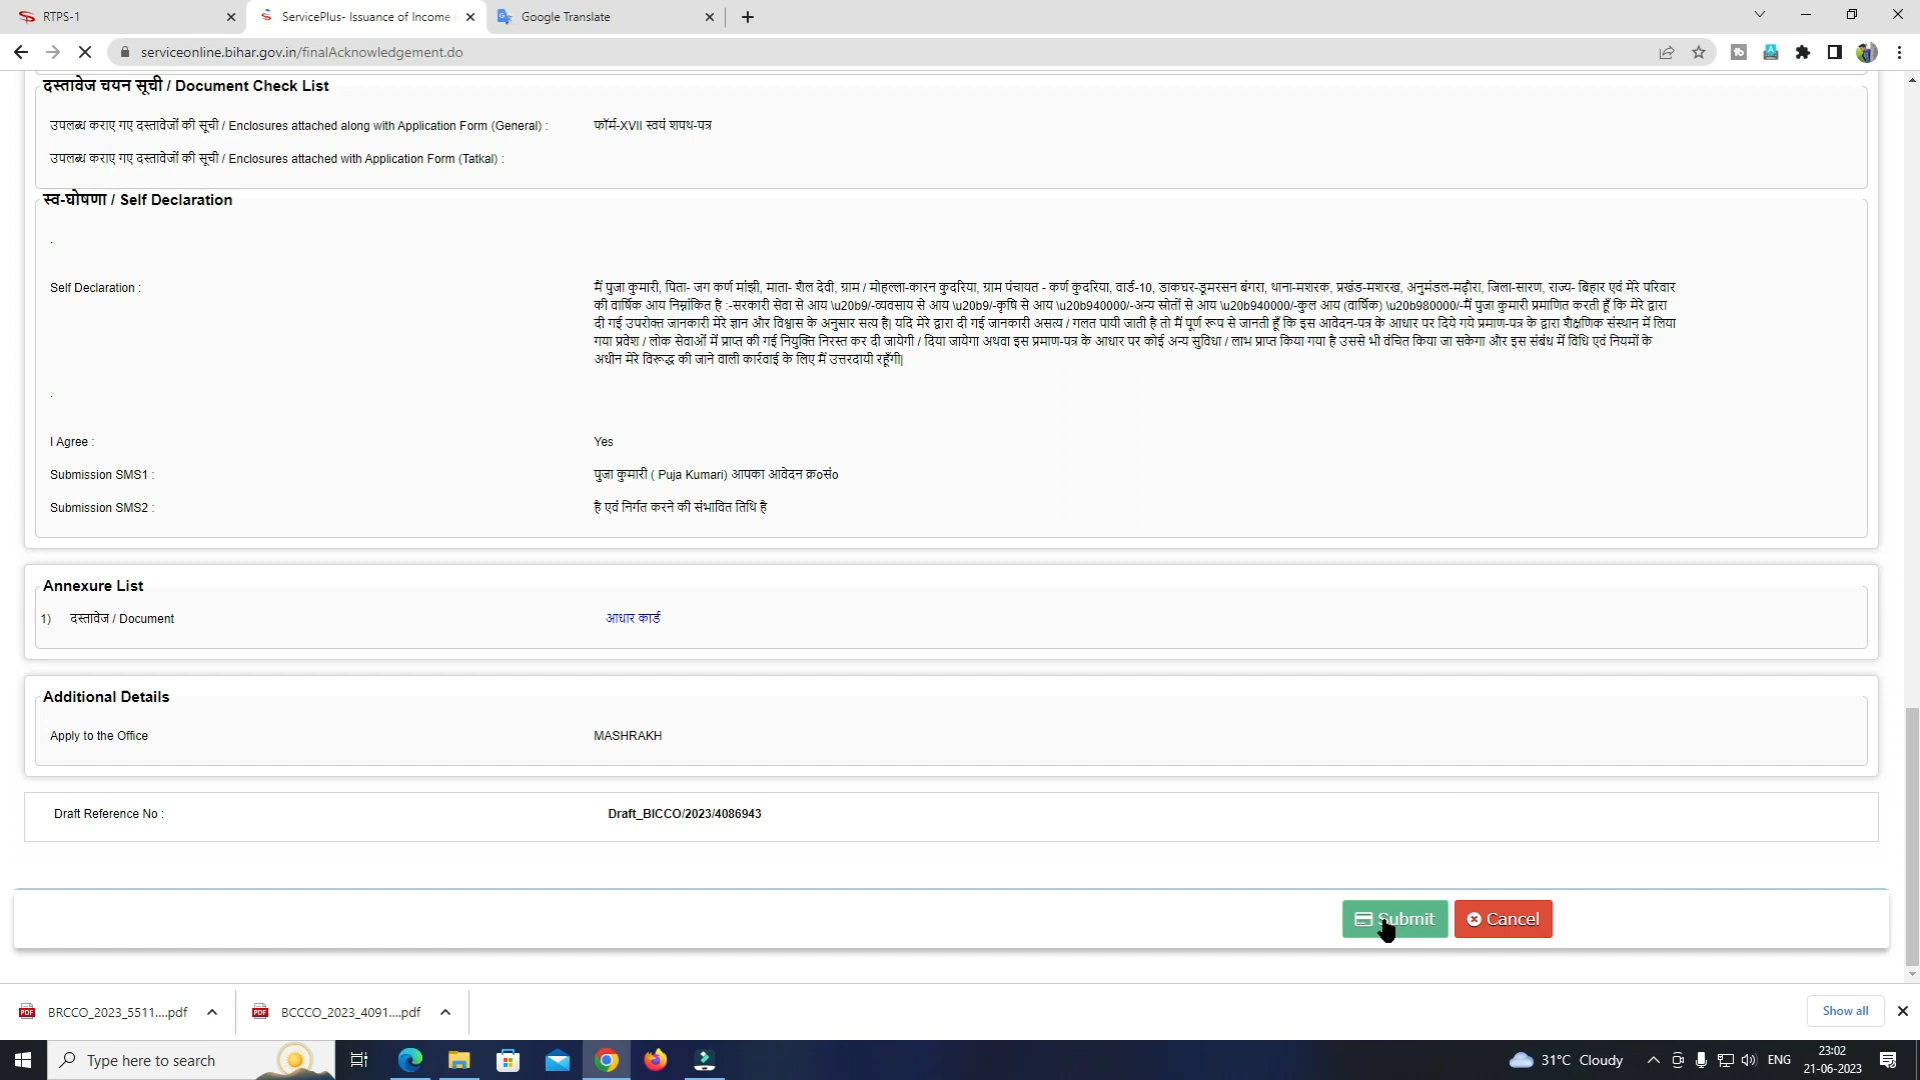 RTPS-1
ServicePlus- Issuance of Income
Google Translate
serviceonline.bihar.gov.in/finalAcknowledgement.do
दस्तावेज चयन सूची / Document Check List
उपलब्ध कराए गए दस्तावेजों की सूची / Enclosures attached along with Application Form (General) : फॉर्म-XVII स्वयं शपथ-पत्र
उपलब्ध कराए गए दस्तावेजों की सूची / Enclosures attached with Application Form (Tatkal) :
स्व-घोषणा / Self Declaration
.
Self Declaration : मैं पुजा कुमारी, पिता- जग कर्ण मांझी, माता- शैल देवी, ग्राम / मोहल्ला-कारन कुदरिया, ग्राम पंचायत - कर्ण कुदरिया, वार्ड-10, डाकघर-डूमरसन बंगरा, थाना-मशरक, प्रखंड-मशरख, अनुमंडल-मढ़ौरा, जिला-सारण, राज्य- बिहार एवं मेरे परिवार
की वार्षिक आय निम्नांकित है :-सरकारी सेवा से आय \u20b9/-व्यवसाय से आय \u20b9/-कृषि से आय \u20b940000/-अन्य स्रोतों से आय \u20b940000/-कुल आय (वार्षिक) \u20b980000/-मैं पुजा कुमारी प्रमाणित करती हूँ कि मेरे द्वारा
दी गई उपरोक्त जानकारी मेरे ज्ञान और विश्वास के अनुसार सत्य है| यदि मेरे द्वारा दी गई जानकारी असत्य / गलत पायी जाती है तो मैं पूर्ण रूप से जानती हूँ कि इस आवेदन-पत्र के आधार पर दिये गये प्रमाण-पत्र के द्वारा शैक्षणिक संस्थान में लिया
गया प्रवेश / लोक सेवाओं में प्राप्त की गई नियुक्ति निरस्त कर दी जायेगी / दिया जायेगा अथवा इस प्रमाण-पत्र के आधार पर कोई अन्य सुविधा / लाभ प्राप्त किया गया है उससे भी वंचित किया जा सकेगा और इस संबंध में विधि एवं नियमों के
अधीन मेरे विरूद्ध की जाने वाली कार्रवाई के लिए मैं उत्तरदायी रहूँगी|
.
I Agree : Yes
Submission SMS1 : पुजा कुमारी ( Puja Kumari) आपका आवेदन क्र०सं०
Submission SMS2 : है एवं निर्गत करने की संभावित तिथि है
Annexure List
1) दस्तावेज / Document आधार कार्ड
Additional Details
Apply to the Office MASHRAKH
Draft Reference No : Draft_BICCO/2023/4086943
Submit Cancel
BRCCO_2023_5511....pdf BCCCO_2023_4091....pdf Show all
Type here to search 31°C Cloudy ENG 23:02
21-06-2023